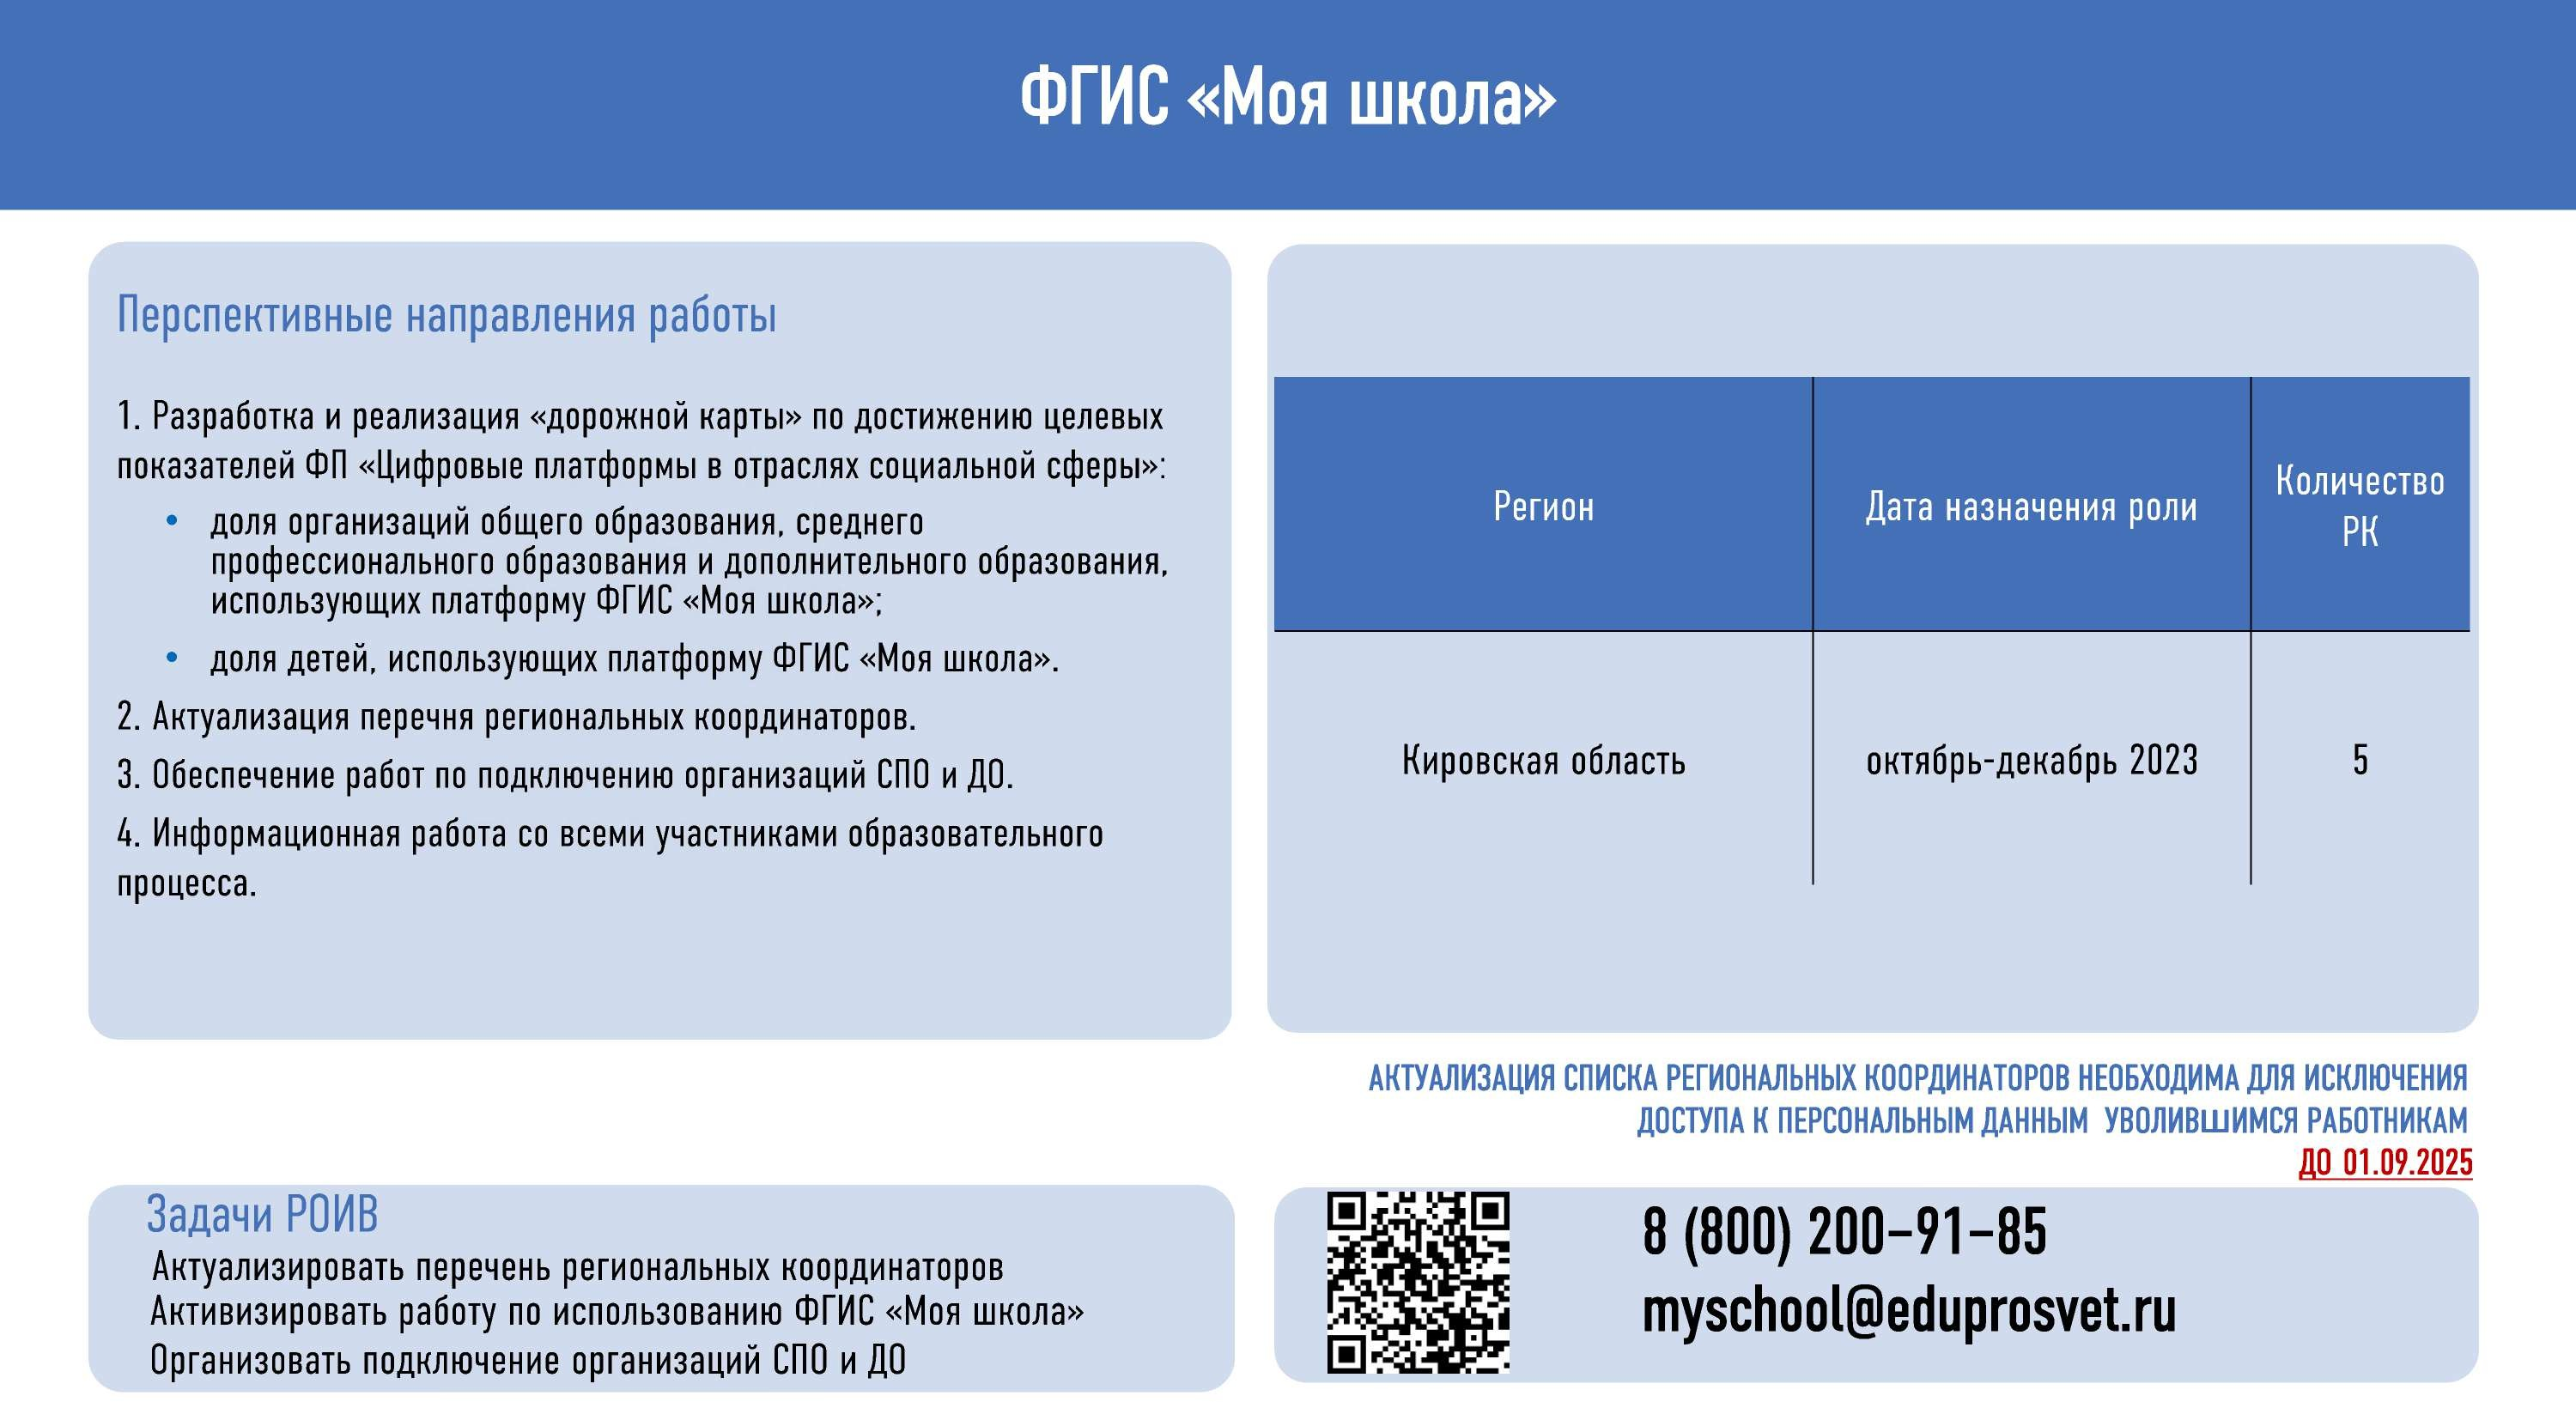 ФГИС «Моя школа»
Перспективные направления работы
1. Разработка и реализация «дорожной карты» по достижению целевых
показателей ФП «Цифровые платформы в отраслях социальной сферы»:
• доля организаций общего образования, среднего
профессионального образования и дополнительного образования,
использующих платформу ФГИС «Моя школа»;
• доля детей, использующих платформу ФГИС «Моя школа».
2. Актуализация перечня региональных координаторов.
3. Обеспечение работ по подключению организаций СПО и ДО.
4. Информационная работа со всеми участниками образовательного
процесса.
Регион
Дата назначения роли
Количество
РК
Кировская область
октябрь-декабрь 2023
5
АКТУАЛИЗАЦИЯ СПИСКА РЕГИОНАЛЬНЫХ КООРДИНАТОРОВ НЕОБХОДИМА ДЛЯ ИСКЛЮЧЕНИЯ
ДОСТУПА К ПЕРСОНАЛЬНЫМ ДАННЫМ УВОЛИВШИМСЯ РАБОТНИКАМ
ДО 01.09.2025
Задачи РОИВ
Актуализировать перечень региональных координаторов
Активизировать работу по использованию ФГИС «Моя школа»
Организовать подключение организаций СПО и ДО
8 (800) 200–91–85
myschool@eduprosvet.ru